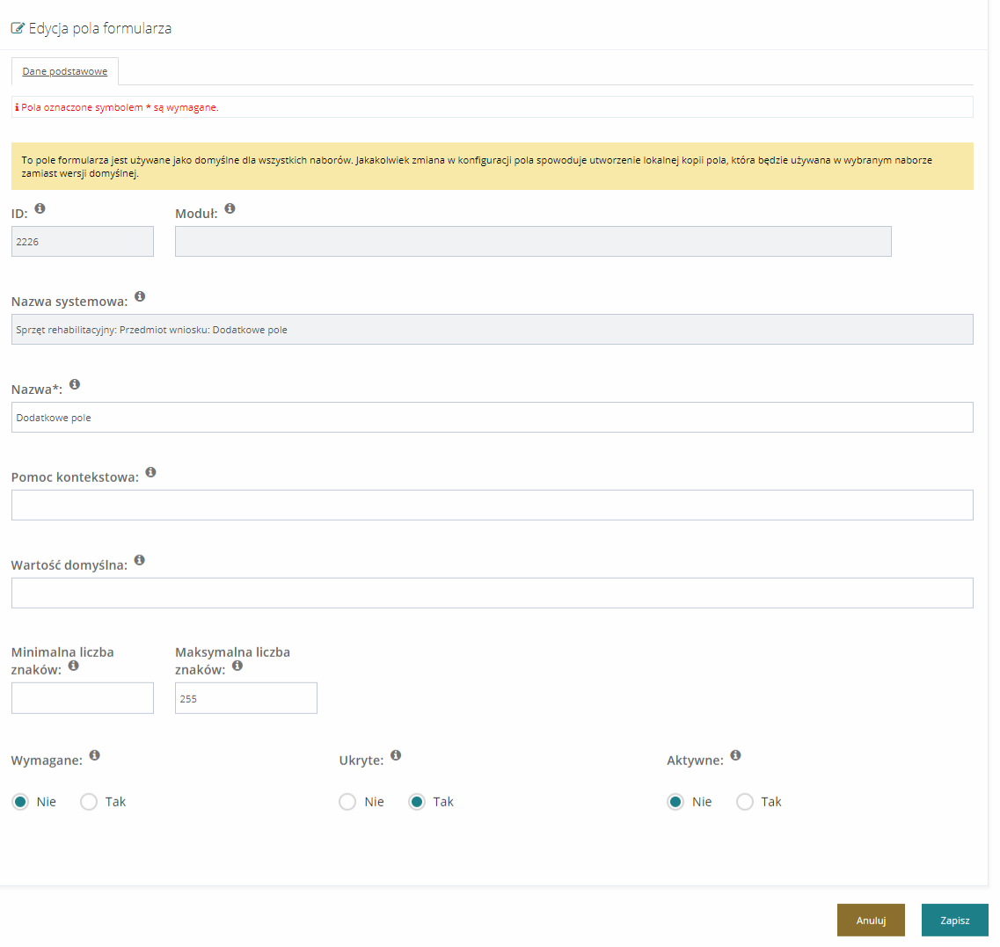 Edycja pola formularza
Dane podstawowe
Pola oznaczone symbolem * są wymagane.
To pole formularza jest używane jako domyślne dla wszystkich naborów. Jakakolwiek zmiana w konfiguracji pola spowoduje utworzenie lokalnej kopii pola, która będzie używana w wybranym naborze
zamiast wersji domyślnej.
ID: Moduł:
2226
Nazwa systemowa:
Sprzęt rehabilitacyjny: Przedmiot wniosku: Dodatkowe pole
Nazwa*:
Dodatkowe pole
Pomoc kontekstowa:
Wartość domyślna:
Minimalna liczba
znaków:
Maksymalna liczba
znaków:
255
Wymagane: Ukryte: Aktywne:
Nie Tak Nie Tak Nie Tak
Anuluj Zapisz